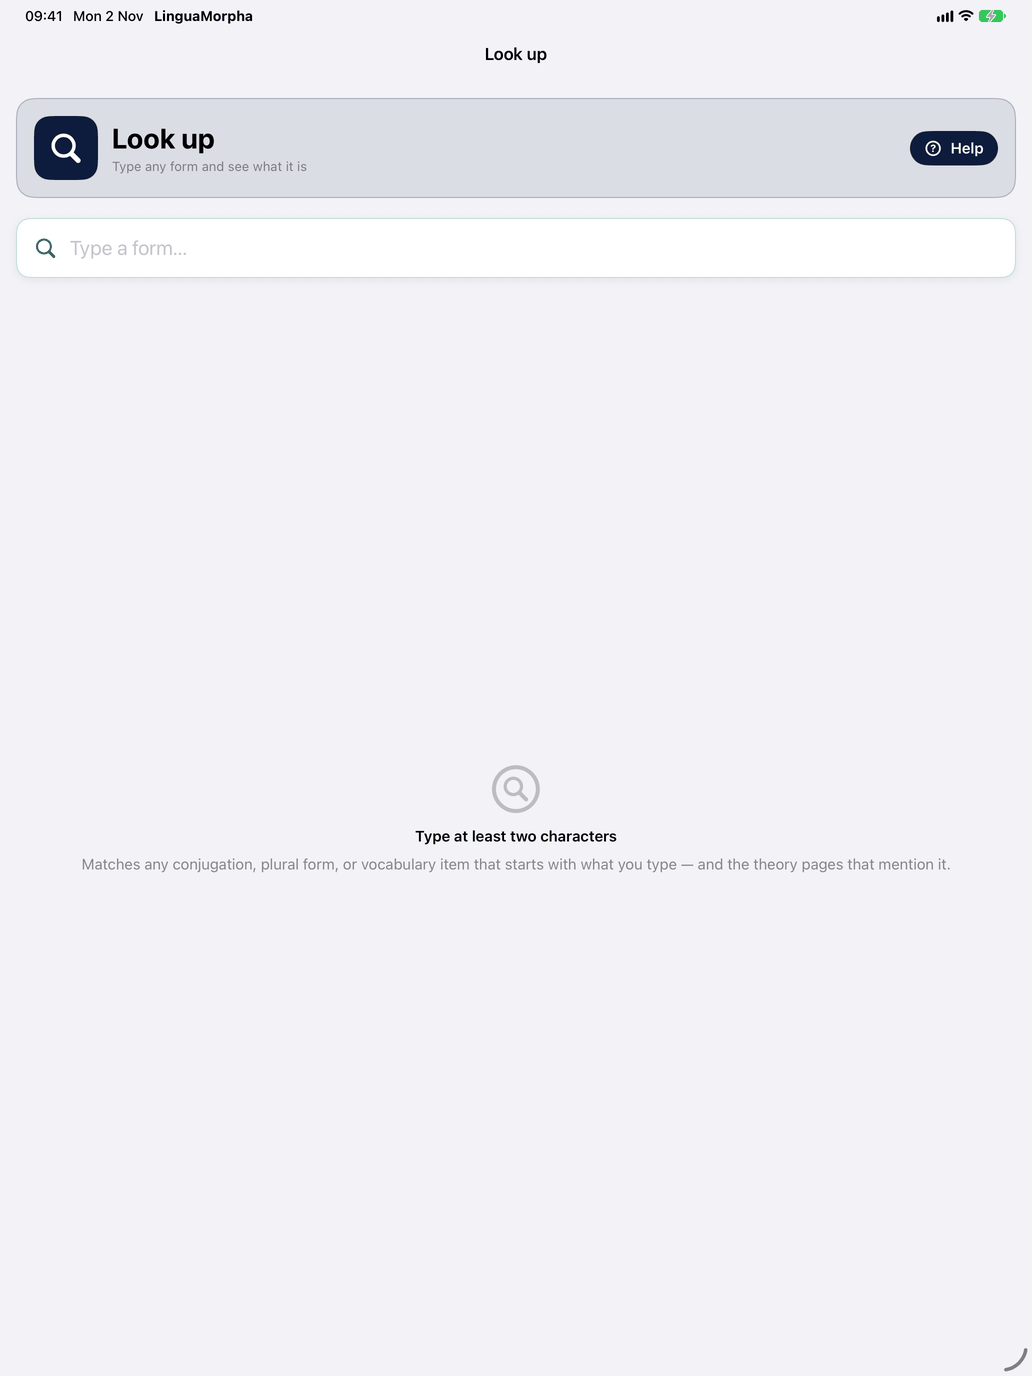 09:41 Mon 2 Nov LinguaMorpha
Look up
Look up
Type any form and see what it is
Help
Type a form...
Type at least two characters
Matches any conjugation, plural form, or vocabulary item that starts with what you type — and the theory pages that mention it.